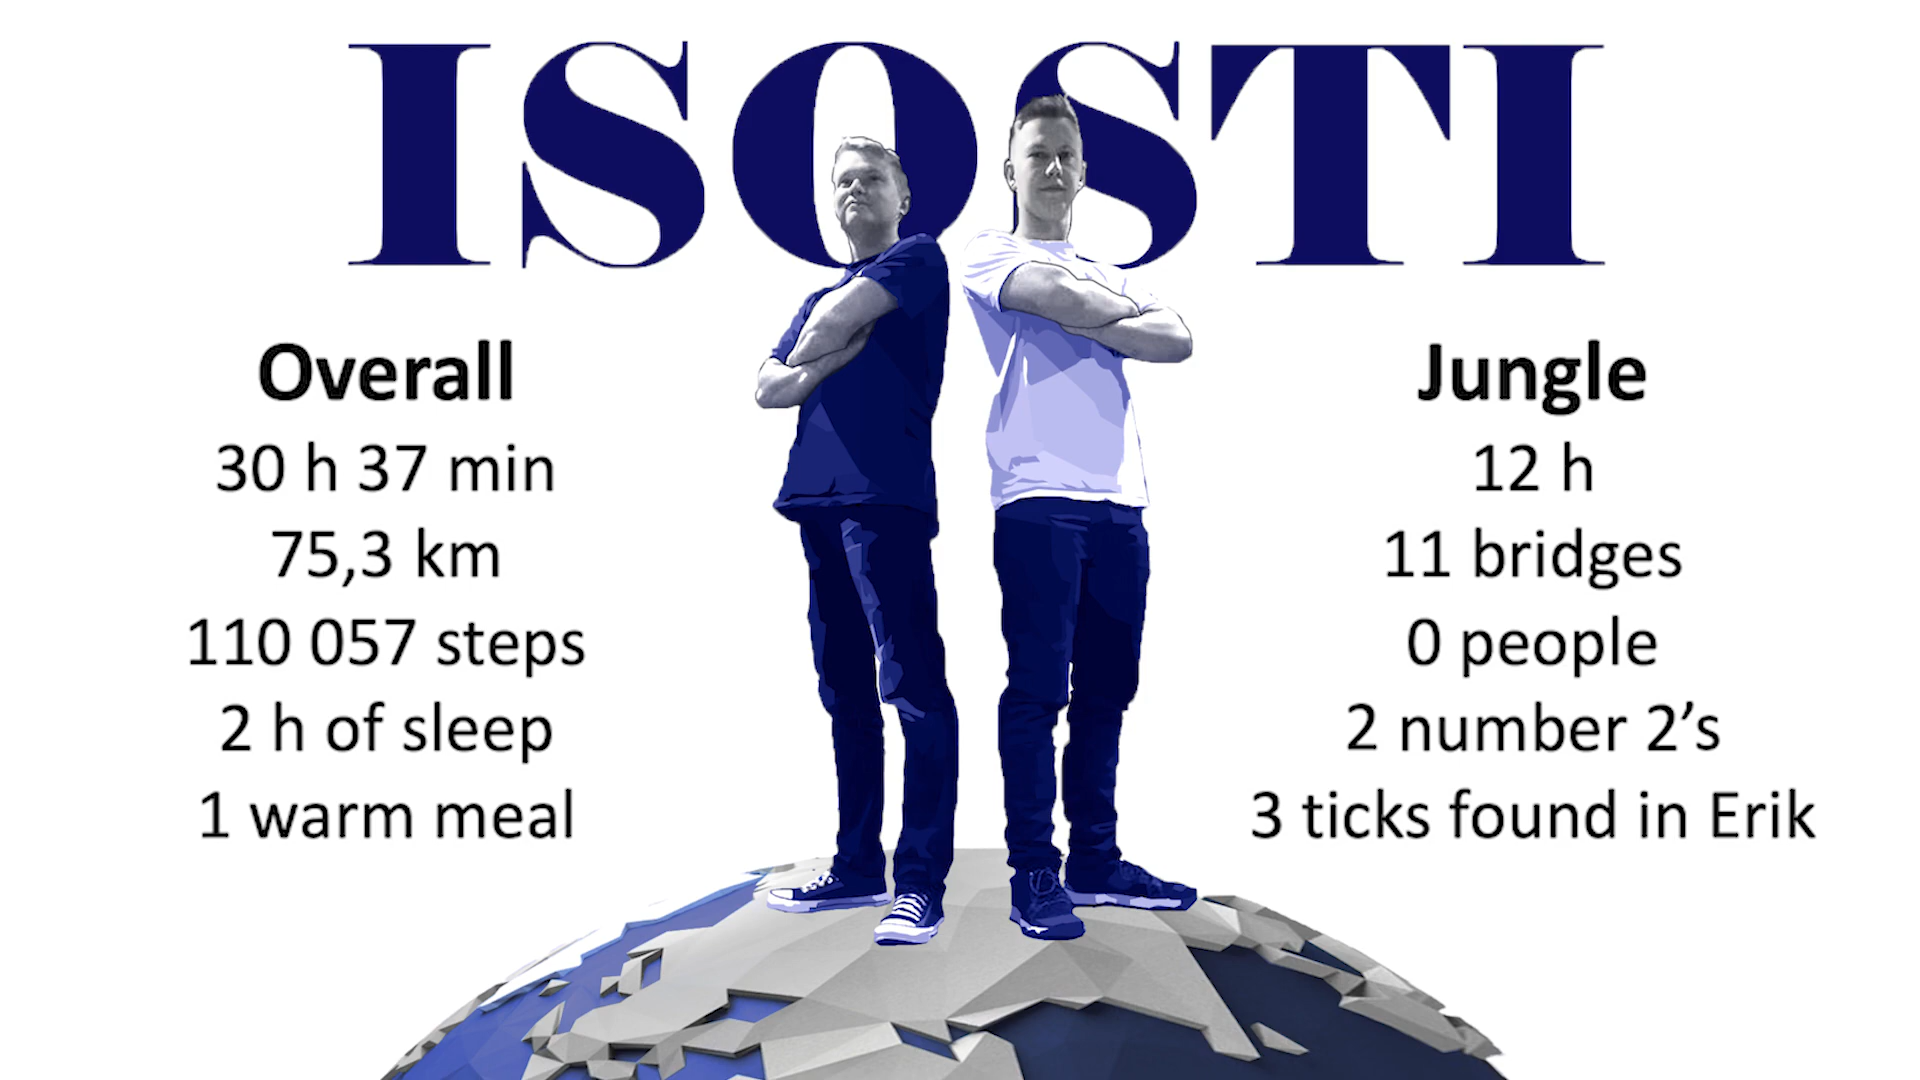 ISOSTI
Overall
30 h 37 min
75,3 km
110 057 steps
2 h of sleep
1 warm meal
Jungle
12 h
11 bridges
0 people
2 number 2’s
3 ticks found in Erik